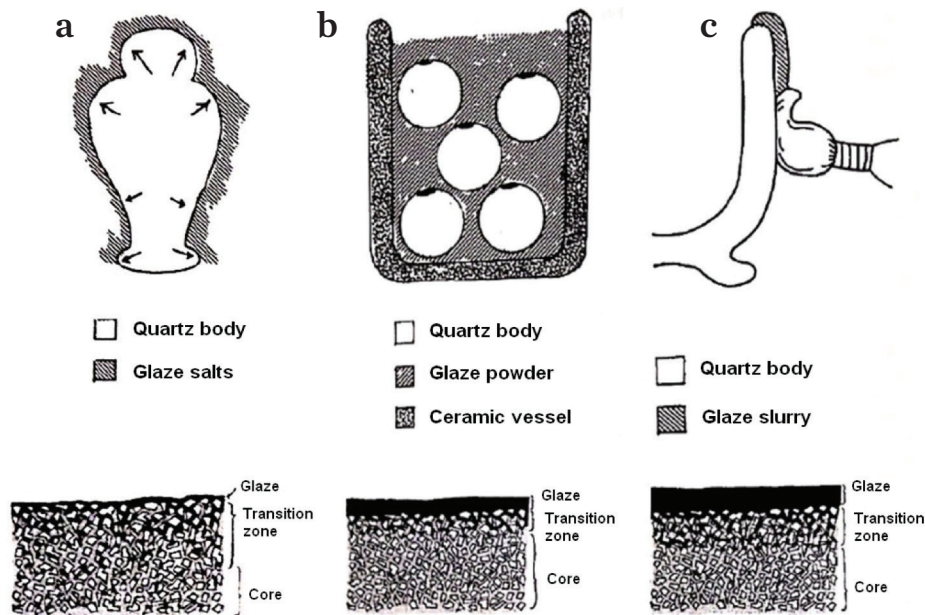 a
b
c
Quartz body
Glaze salts
Quartz body
Glaze powder
Ceramic vessel
Quartz body
Glaze slurry
Glaze
Transition
zone
Core
Glaze
Transition
zone
Core
Glaze
Transition
zone
Core